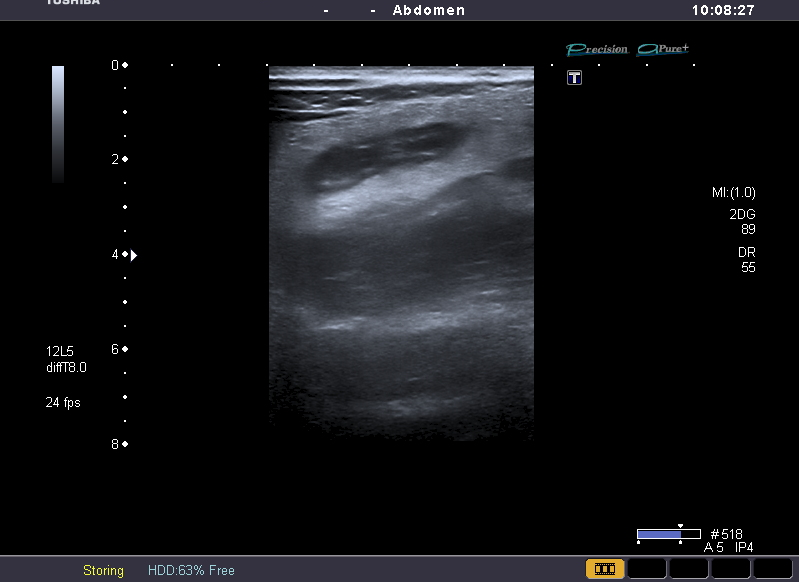 TOSHIBA
- - Abdomen 10:08:27
Precision APure+
T
0
2
4
6
8
MI:(1.0)
2DG
89
DR
55
12L5
diffT8.0
24 fps
#518
A 5 IP4
Storing HDD:63% Free